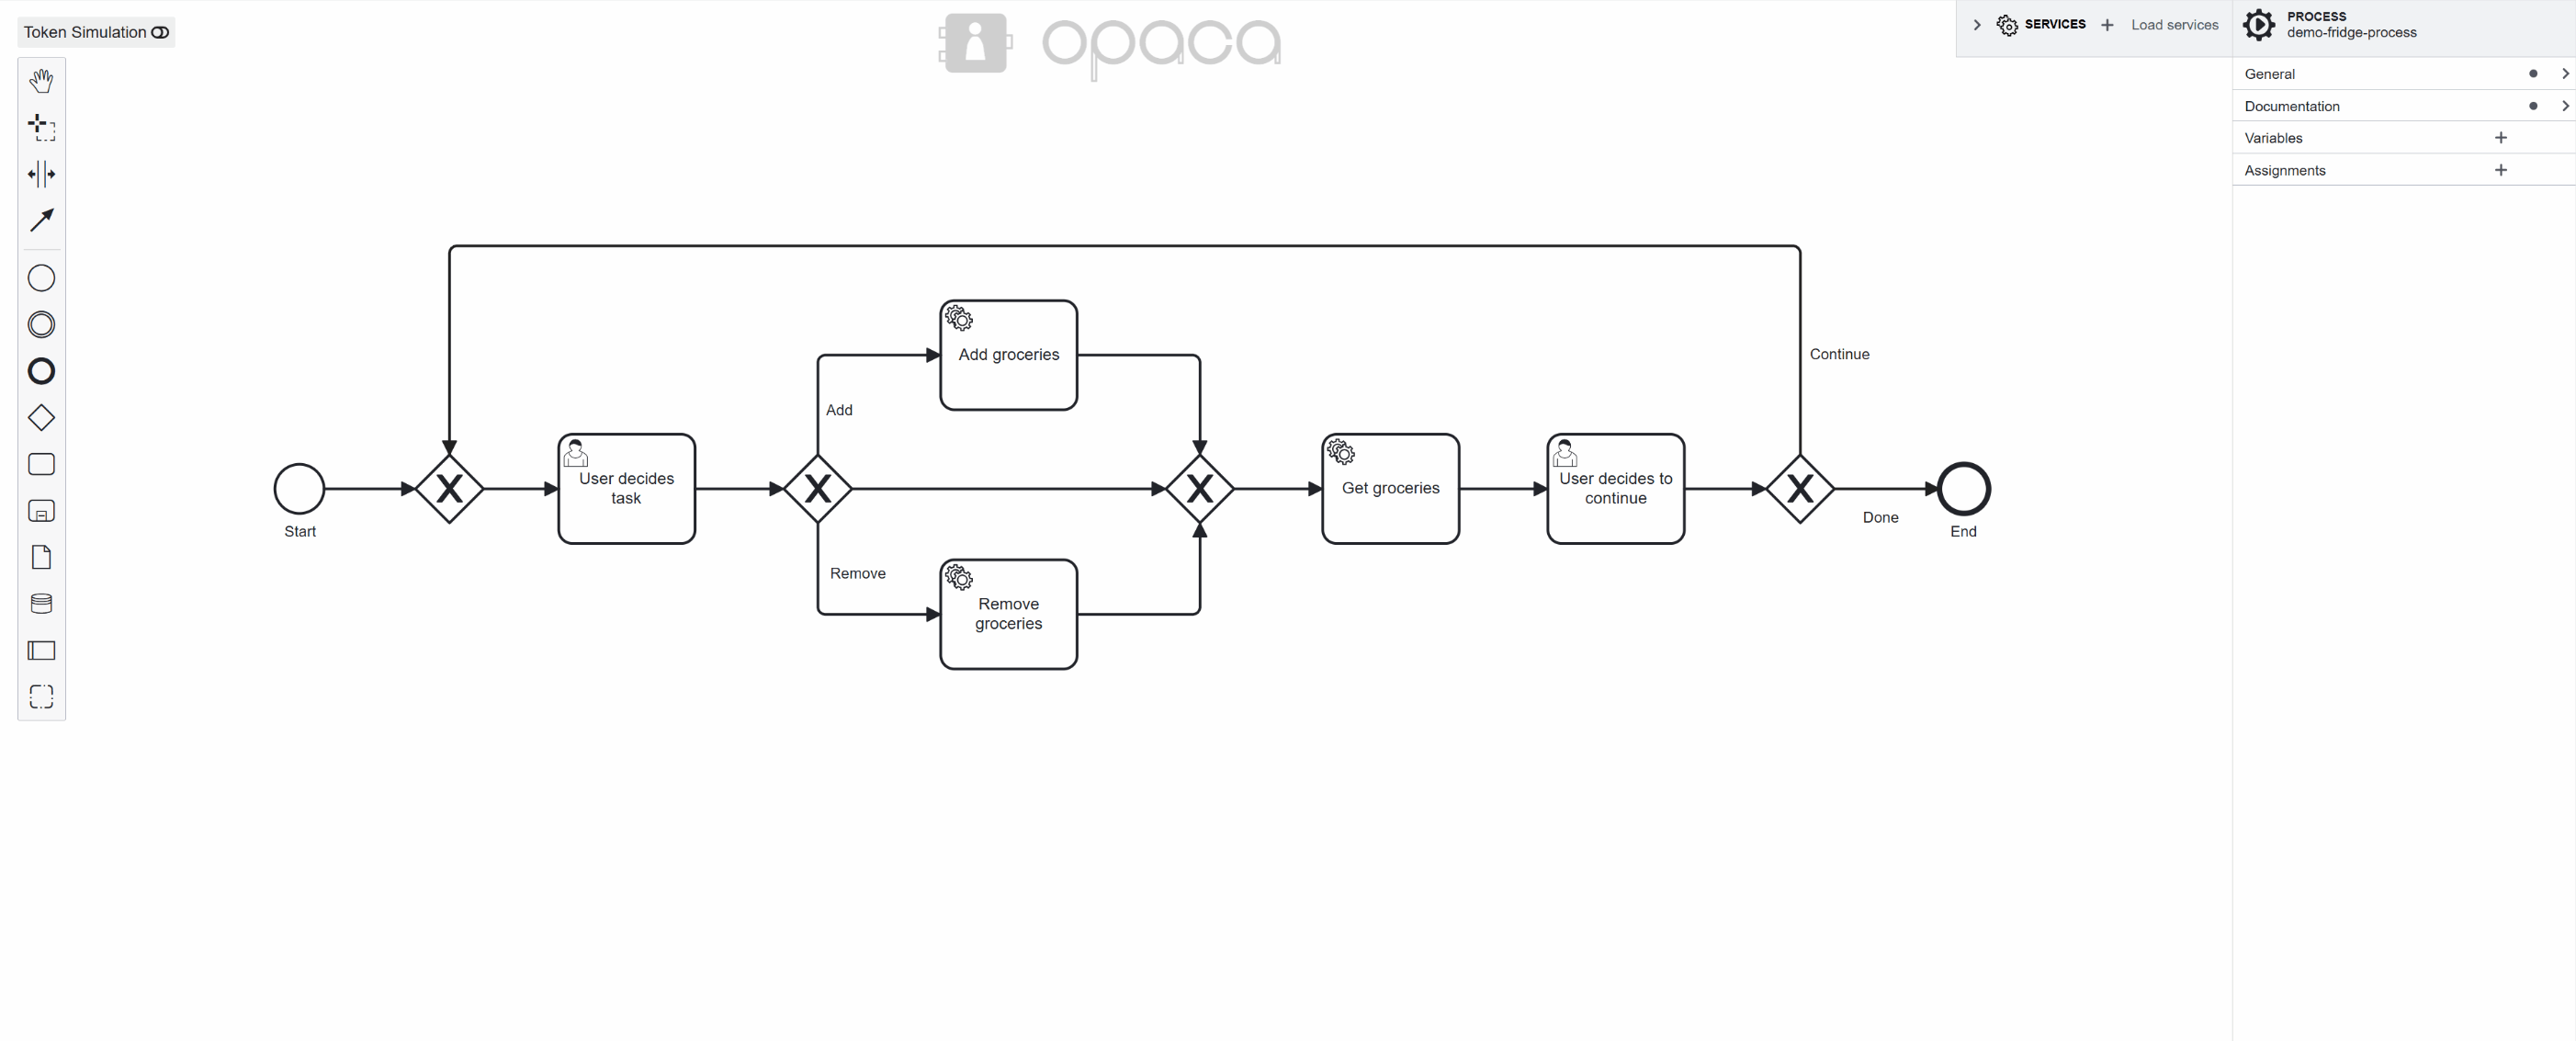 Token Simulation
opaca
SERVICES
Load services
PROCESS
demo-fridge-process
General
Documentation
Variables
Assignments
Add groceries
Continue
Add
User decides
task
X
X
X
Get groceries
User decides to
continue
X
Start
Done
End
Remove
Remove
groceries